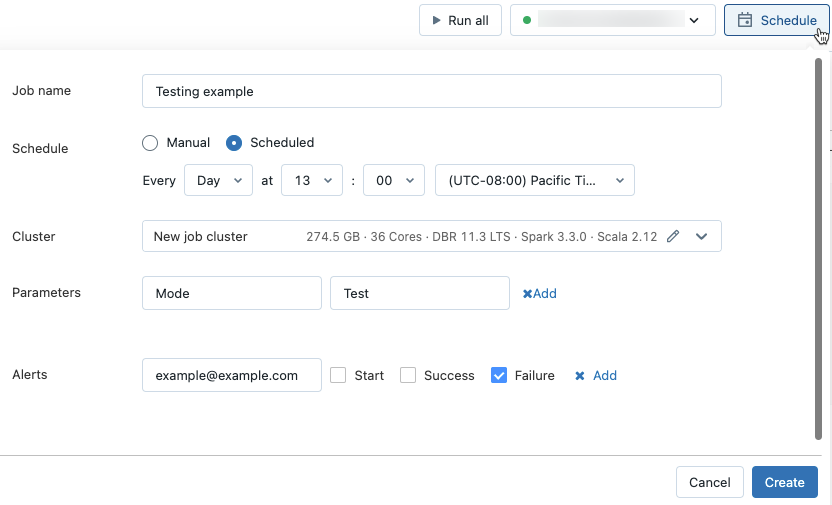 Run all
Schedule
Job name
Testing example
Schedule
Manual
Scheduled
Every Day at 13 : 00 (UTC-08:00) Pacific Ti...
Cluster
New job cluster 274.5 GB · 36 Cores · DBR 11.3 LTS · Spark 3.3.0 · Scala 2.12
Parameters
Mode
Test
Add
Alerts
example@example.com
Start
Success
Failure
Add
Cancel
Create